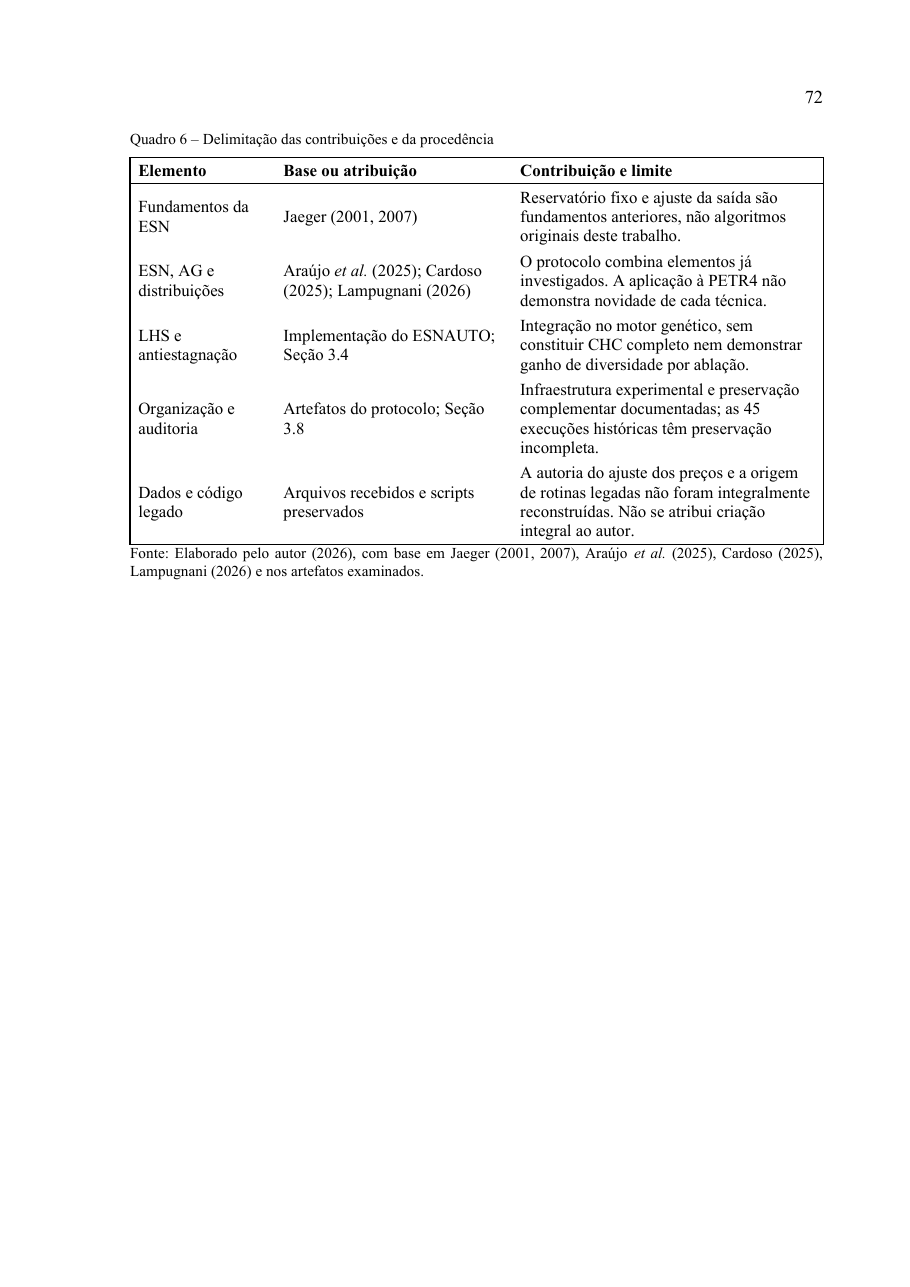 72
Quadro 6 – Delimitação das contribuições e da procedência
Elemento Base ou atribuição Contribuição e limite
Fundamentos da
ESN
Jaeger (2001, 2007)
Reservatório fixo e ajuste da saída são
fundamentos anteriores, não algoritmos
originais deste trabalho.
ESN, AG e
distribuições
Araújo et al. (2025); Cardoso
(2025); Lampugnani (2026)
O protocolo combina elementos já
investigados. A aplicação à PETR4 não
demonstra novidade de cada técnica.
LHS e
antiestagnação
Implementação do ESNAUTO;
Seção 3.4
Integração no motor genético, sem
constituir CHC completo nem demonstrar
ganho de diversidade por ablação.
Organização e
auditoria
Artefatos do protocolo; Seção
3.8
Infraestrutura experimental e preservação
complementar documentadas; as 45
execuções históricas têm preservação
incompleta.
Dados e código
legado
Arquivos recebidos e scripts
preservados
A autoria do ajuste dos preços e a origem
de rotinas legadas não foram integralmente
reconstruídas. Não se atribui criação
integral ao autor.
Fonte: Elaborado pelo autor (2026), com base em Jaeger (2001, 2007), Araújo et al. (2025), Cardoso (2025),
Lampugnani (2026) e nos artefatos examinados.